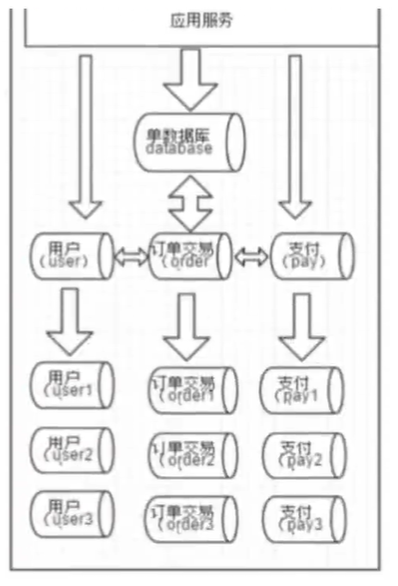 应用服务
单数据库
database
用户
(user)
订单交易
(order
支付
(pay)
用户
(user1
订单交易
(order1
支付
(pay1
用户
(user2
订单交易
(order2
支付
(pay2
用户
(user3
订单交易
(order3
支付
(pay3